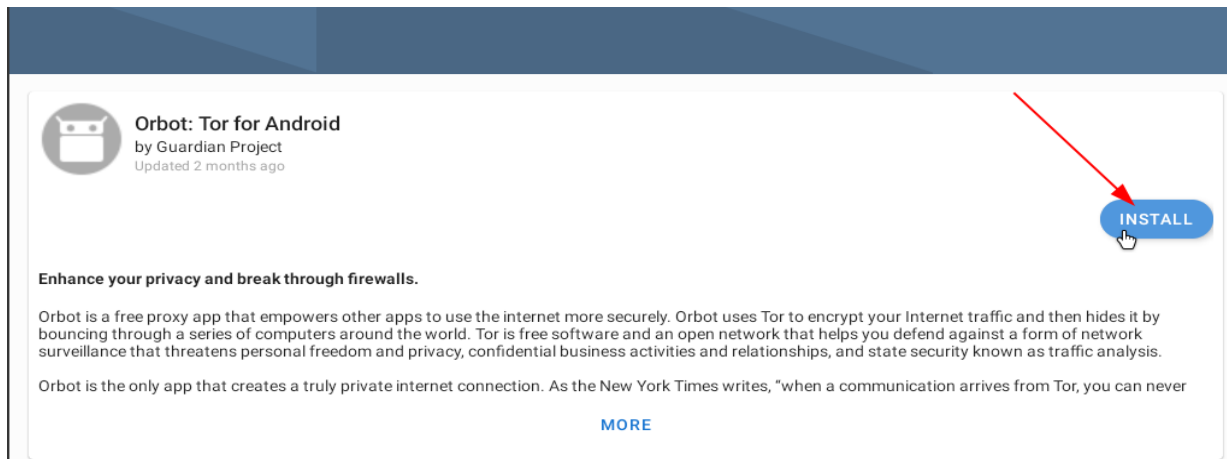 Orbot: Tor for Android
by Guardian Project
Updated 2 months ago
INSTALL
Enhance your privacy and break through firewalls.
Orbot is a free proxy app that empowers other apps to use the internet more securely. Orbot uses Tor to encrypt your Internet traffic and then hides it by
bouncing through a series of computers around the world. Tor is free software and an open network that helps you defend against a form of network
surveillance that threatens personal freedom and privacy, confidential business activities and relationships, and state security known as traffic analysis.
Orbot is the only app that creates a truly private internet connection. As the New York Times writes, “when a communication arrives from Tor, you can never
MORE